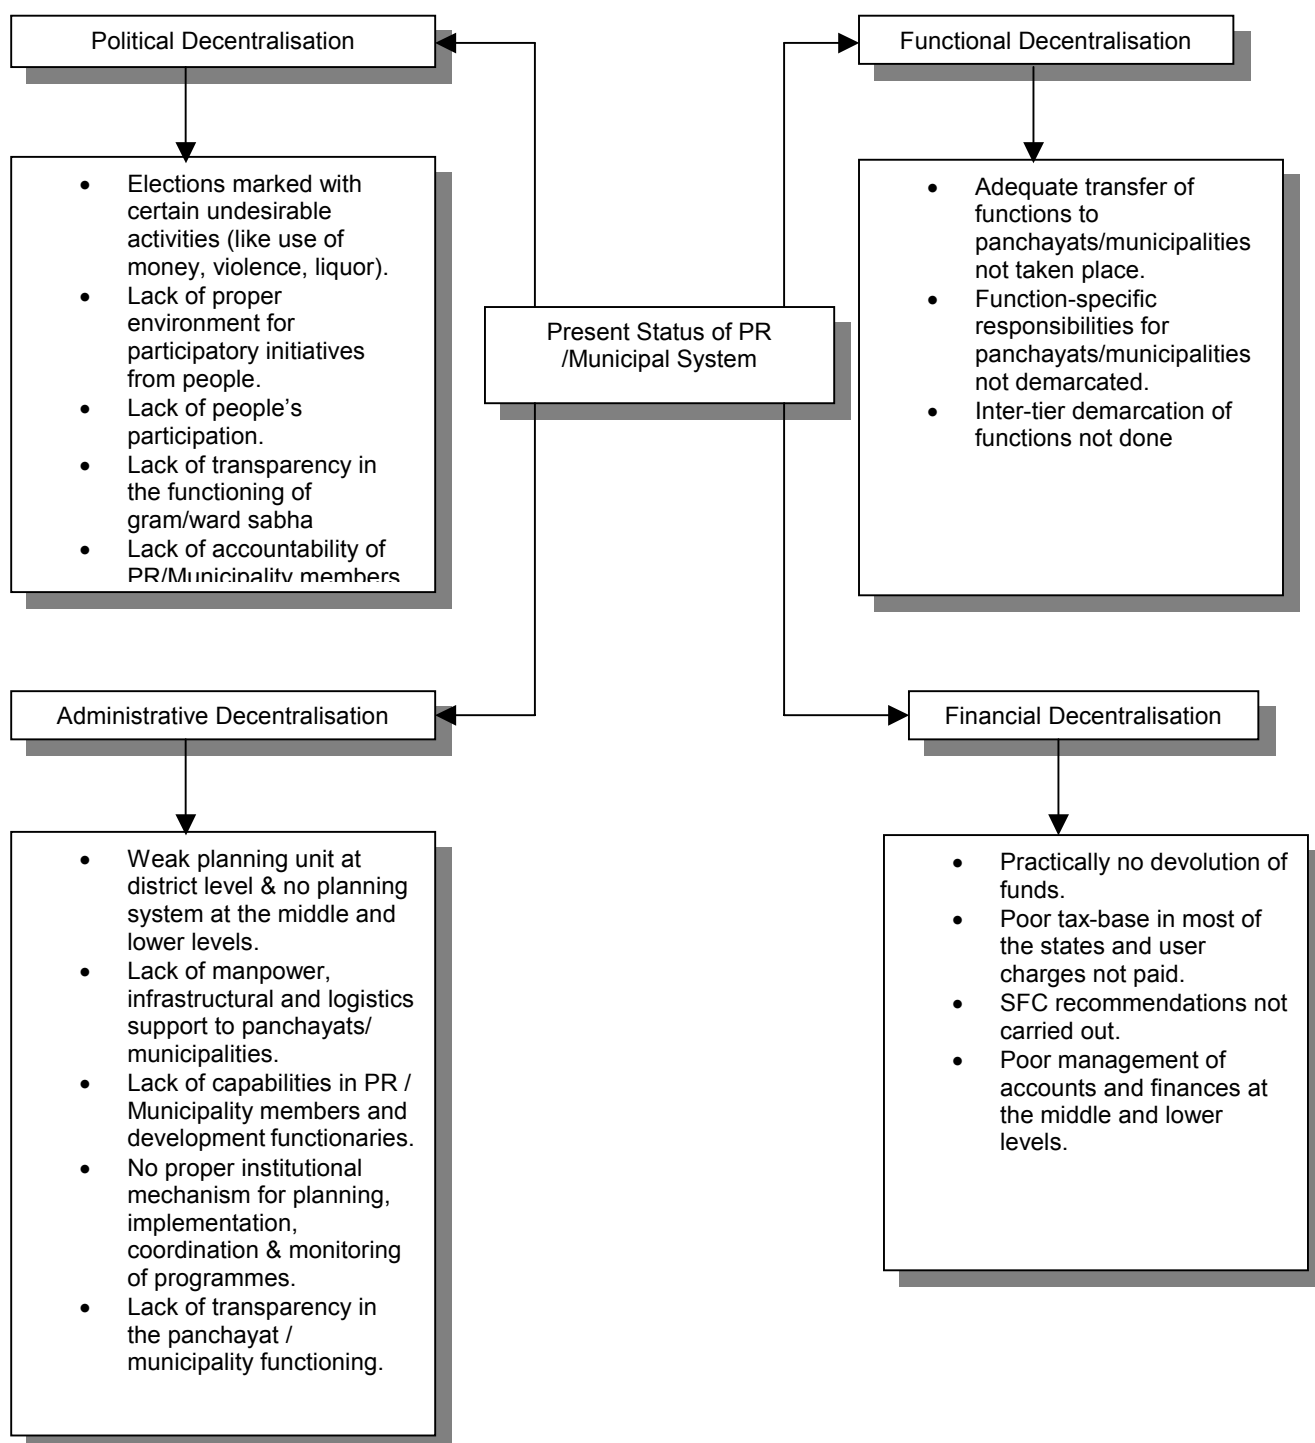 Political Decentralisation
Functional Decentralisation
• Elections marked with
certain undesirable
activities (like use of
money, violence, liquor).
• Lack of proper
environment for
participatory initiatives
from people.
• Lack of people’s
participation.
• Lack of transparency in
the functioning of
gram/ward sabha
• Lack of accountability of
PR/Municipality members
Present Status of PR
/Municipal System
• Adequate transfer of
functions to
panchayats/municipalities
not taken place.
• Function-specific
responsibilities for
panchayats/municipalities
not demarcated.
• Inter-tier demarcation of
functions not done
Administrative Decentralisation
Financial Decentralisation
• Weak planning unit at
district level & no planning
system at the middle and
lower levels.
• Lack of manpower,
infrastructural and logistics
support to panchayats/
municipalities.
• Lack of capabilities in PR /
Municipality members and
development functionaries.
• No proper institutional
mechanism for planning,
implementation,
coordination & monitoring
of programmes.
• Lack of transparency in
the panchayat /
municipality functioning.
• Practically no devolution of
funds.
• Poor tax-base in most of
the states and user
charges not paid.
• SFC recommendations not
carried out.
• Poor management of
accounts and finances at
the middle and lower
levels.